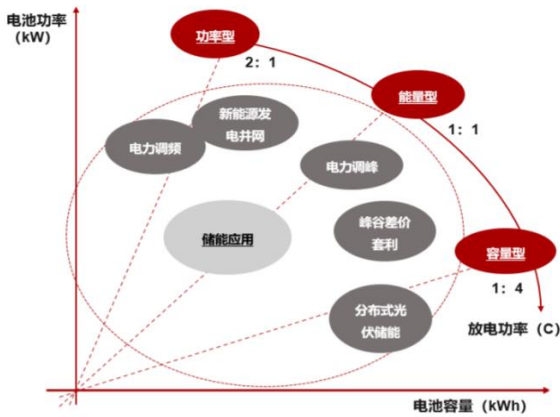 电池功率
（kW）
功率型
2：1
能量型
1：1
新能源发
电并网
电力调频
电力调峰
峰谷差价
套利
储能应用
容量型
1：4
分布式光
伏储能
放电功率（C）
电池容量（kWh）